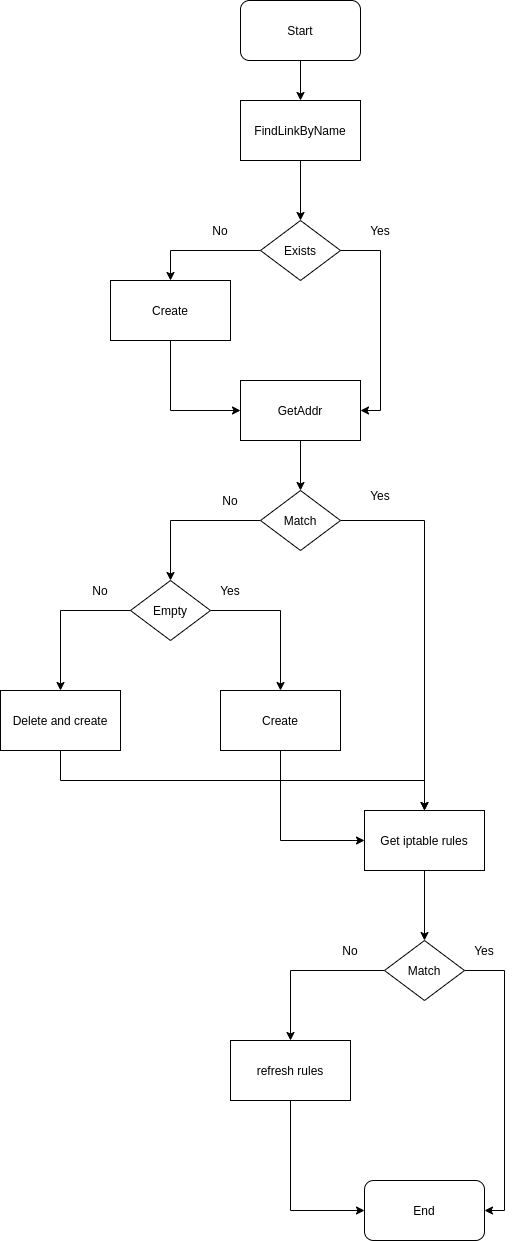 Start
FindLinkByName
No
Yes
Exists
Create
GetAddr
No
Yes
Match
No
Yes
Empty
Delete and create
Create
Get iptable rules
No
Yes
Match
refresh rules
End